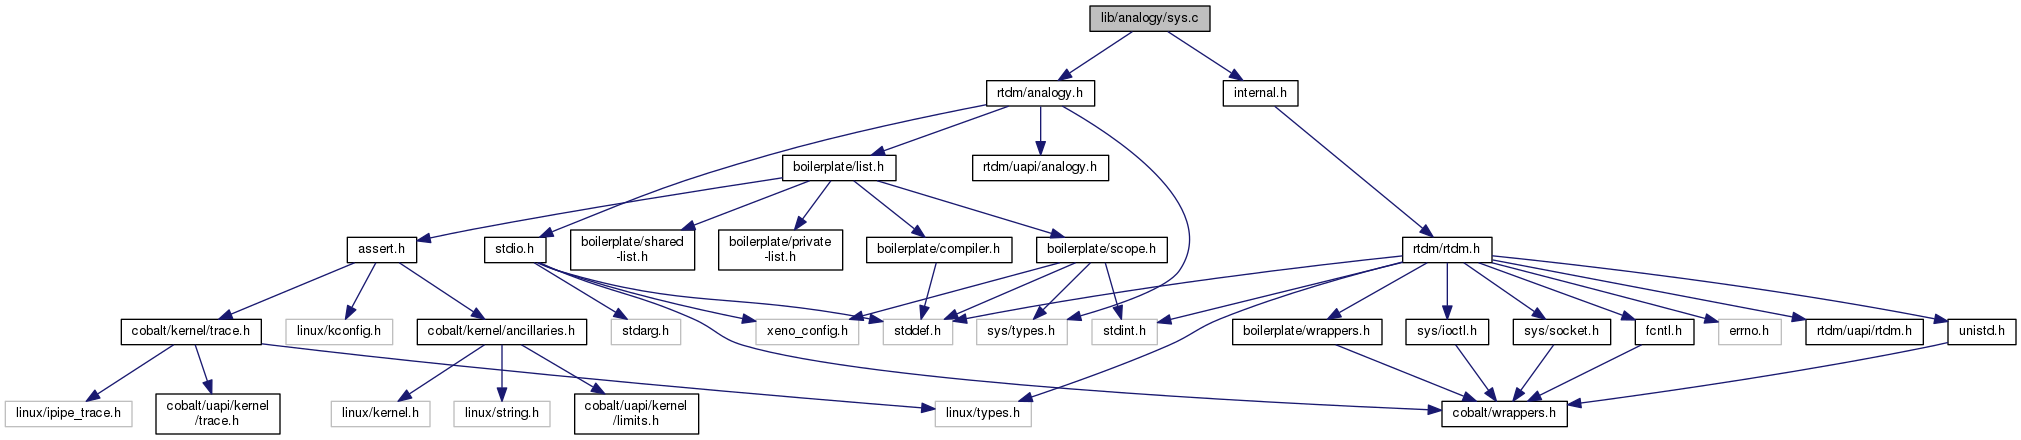 lib/analogy/sys.c
rtdm/analogy.h
internal.h
boilerplate/list.h
rtdm/uapi/analogy.h
assert.h
stdio.h
boilerplate/shared
-list.h
boilerplate/private
-list.h
boilerplate/compiler.h
boilerplate/scope.h
rtdm/rtdm.h
cobalt/kernel/trace.h
linux/kconfig.h
cobalt/kernel/ancillaries.h
stdarg.h
xeno_config.h
stddef.h
sys/types.h
stdint.h
boilerplate/wrappers.h
sys/ioctl.h
sys/socket.h
fcntl.h
errno.h
rtdm/uapi/rtdm.h
unistd.h
linux/ipipe_trace.h
cobalt/uapi/kernel
/trace.h
linux/kernel.h
linux/string.h
cobalt/uapi/kernel
/limits.h
linux/types.h
cobalt/wrappers.h